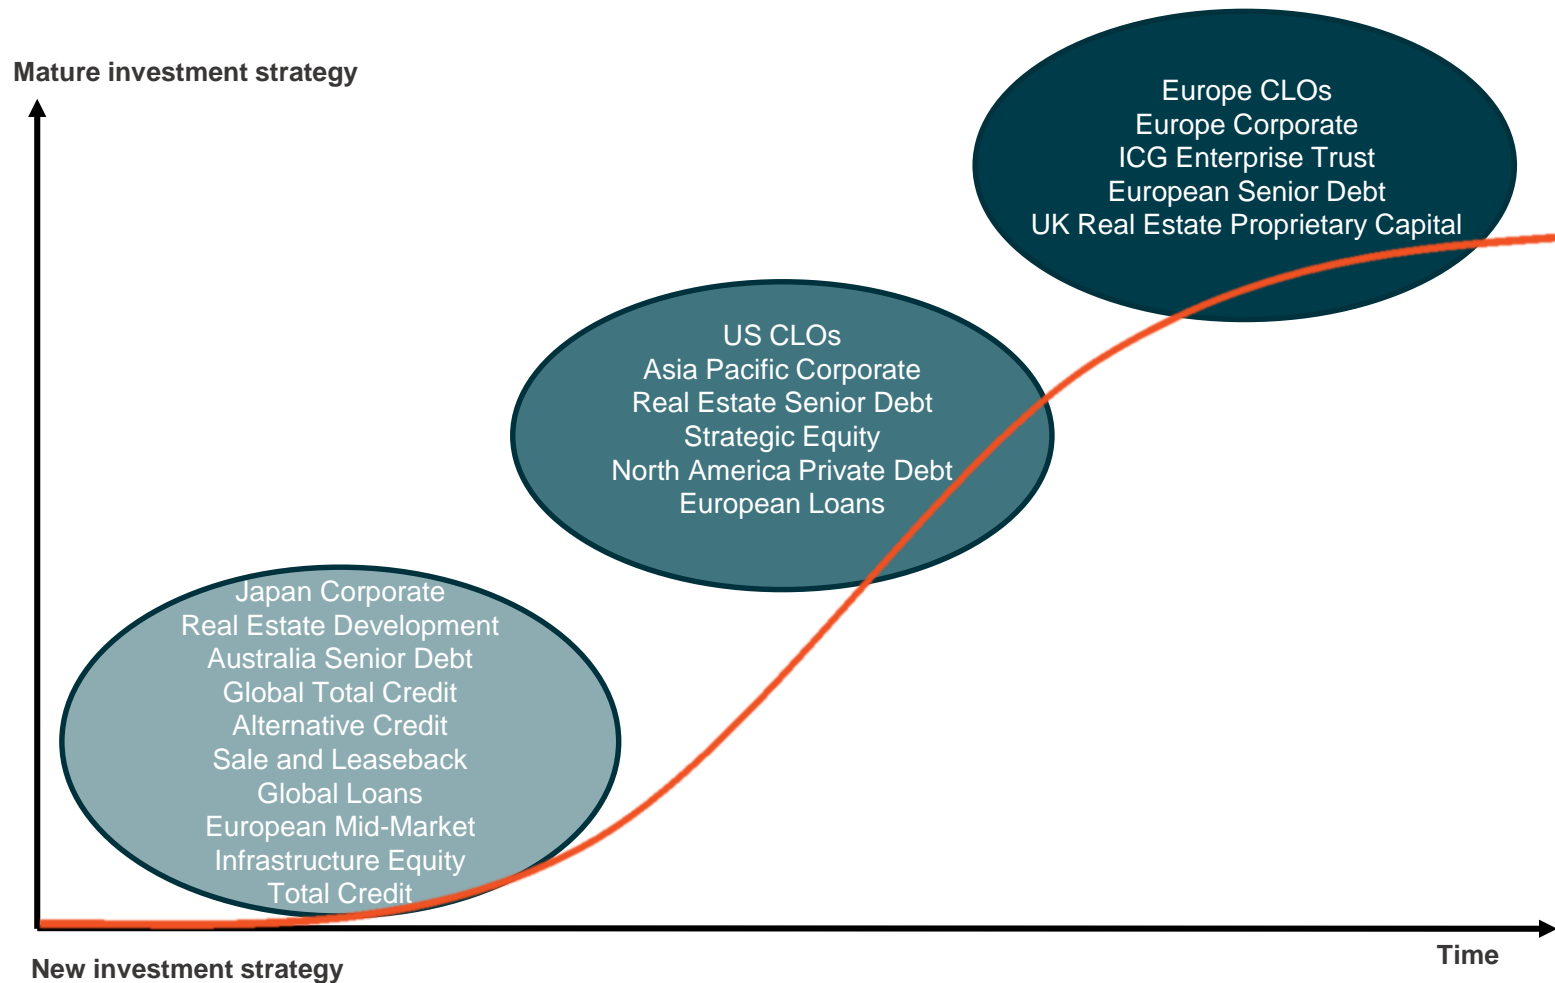 Mature investment strategy
Europe CLOs
Europe Corporate
ICG Enterprise Trust
European Senior Debt
UK Real Estate Proprietary Capital
US CLOs
Asia Pacific Corporate
Real Estate Senior Debt
Strategic Equity
North America Private Debt
European Loans
Japan Corporate
Real Estate Development
Australia Senior Debt
Global Total Credit
Alternative Credit
Sale and Leaseback
Global Loans
European Mid-Market
Infrastructure Equity
Total Credit
Time
New investment strategy